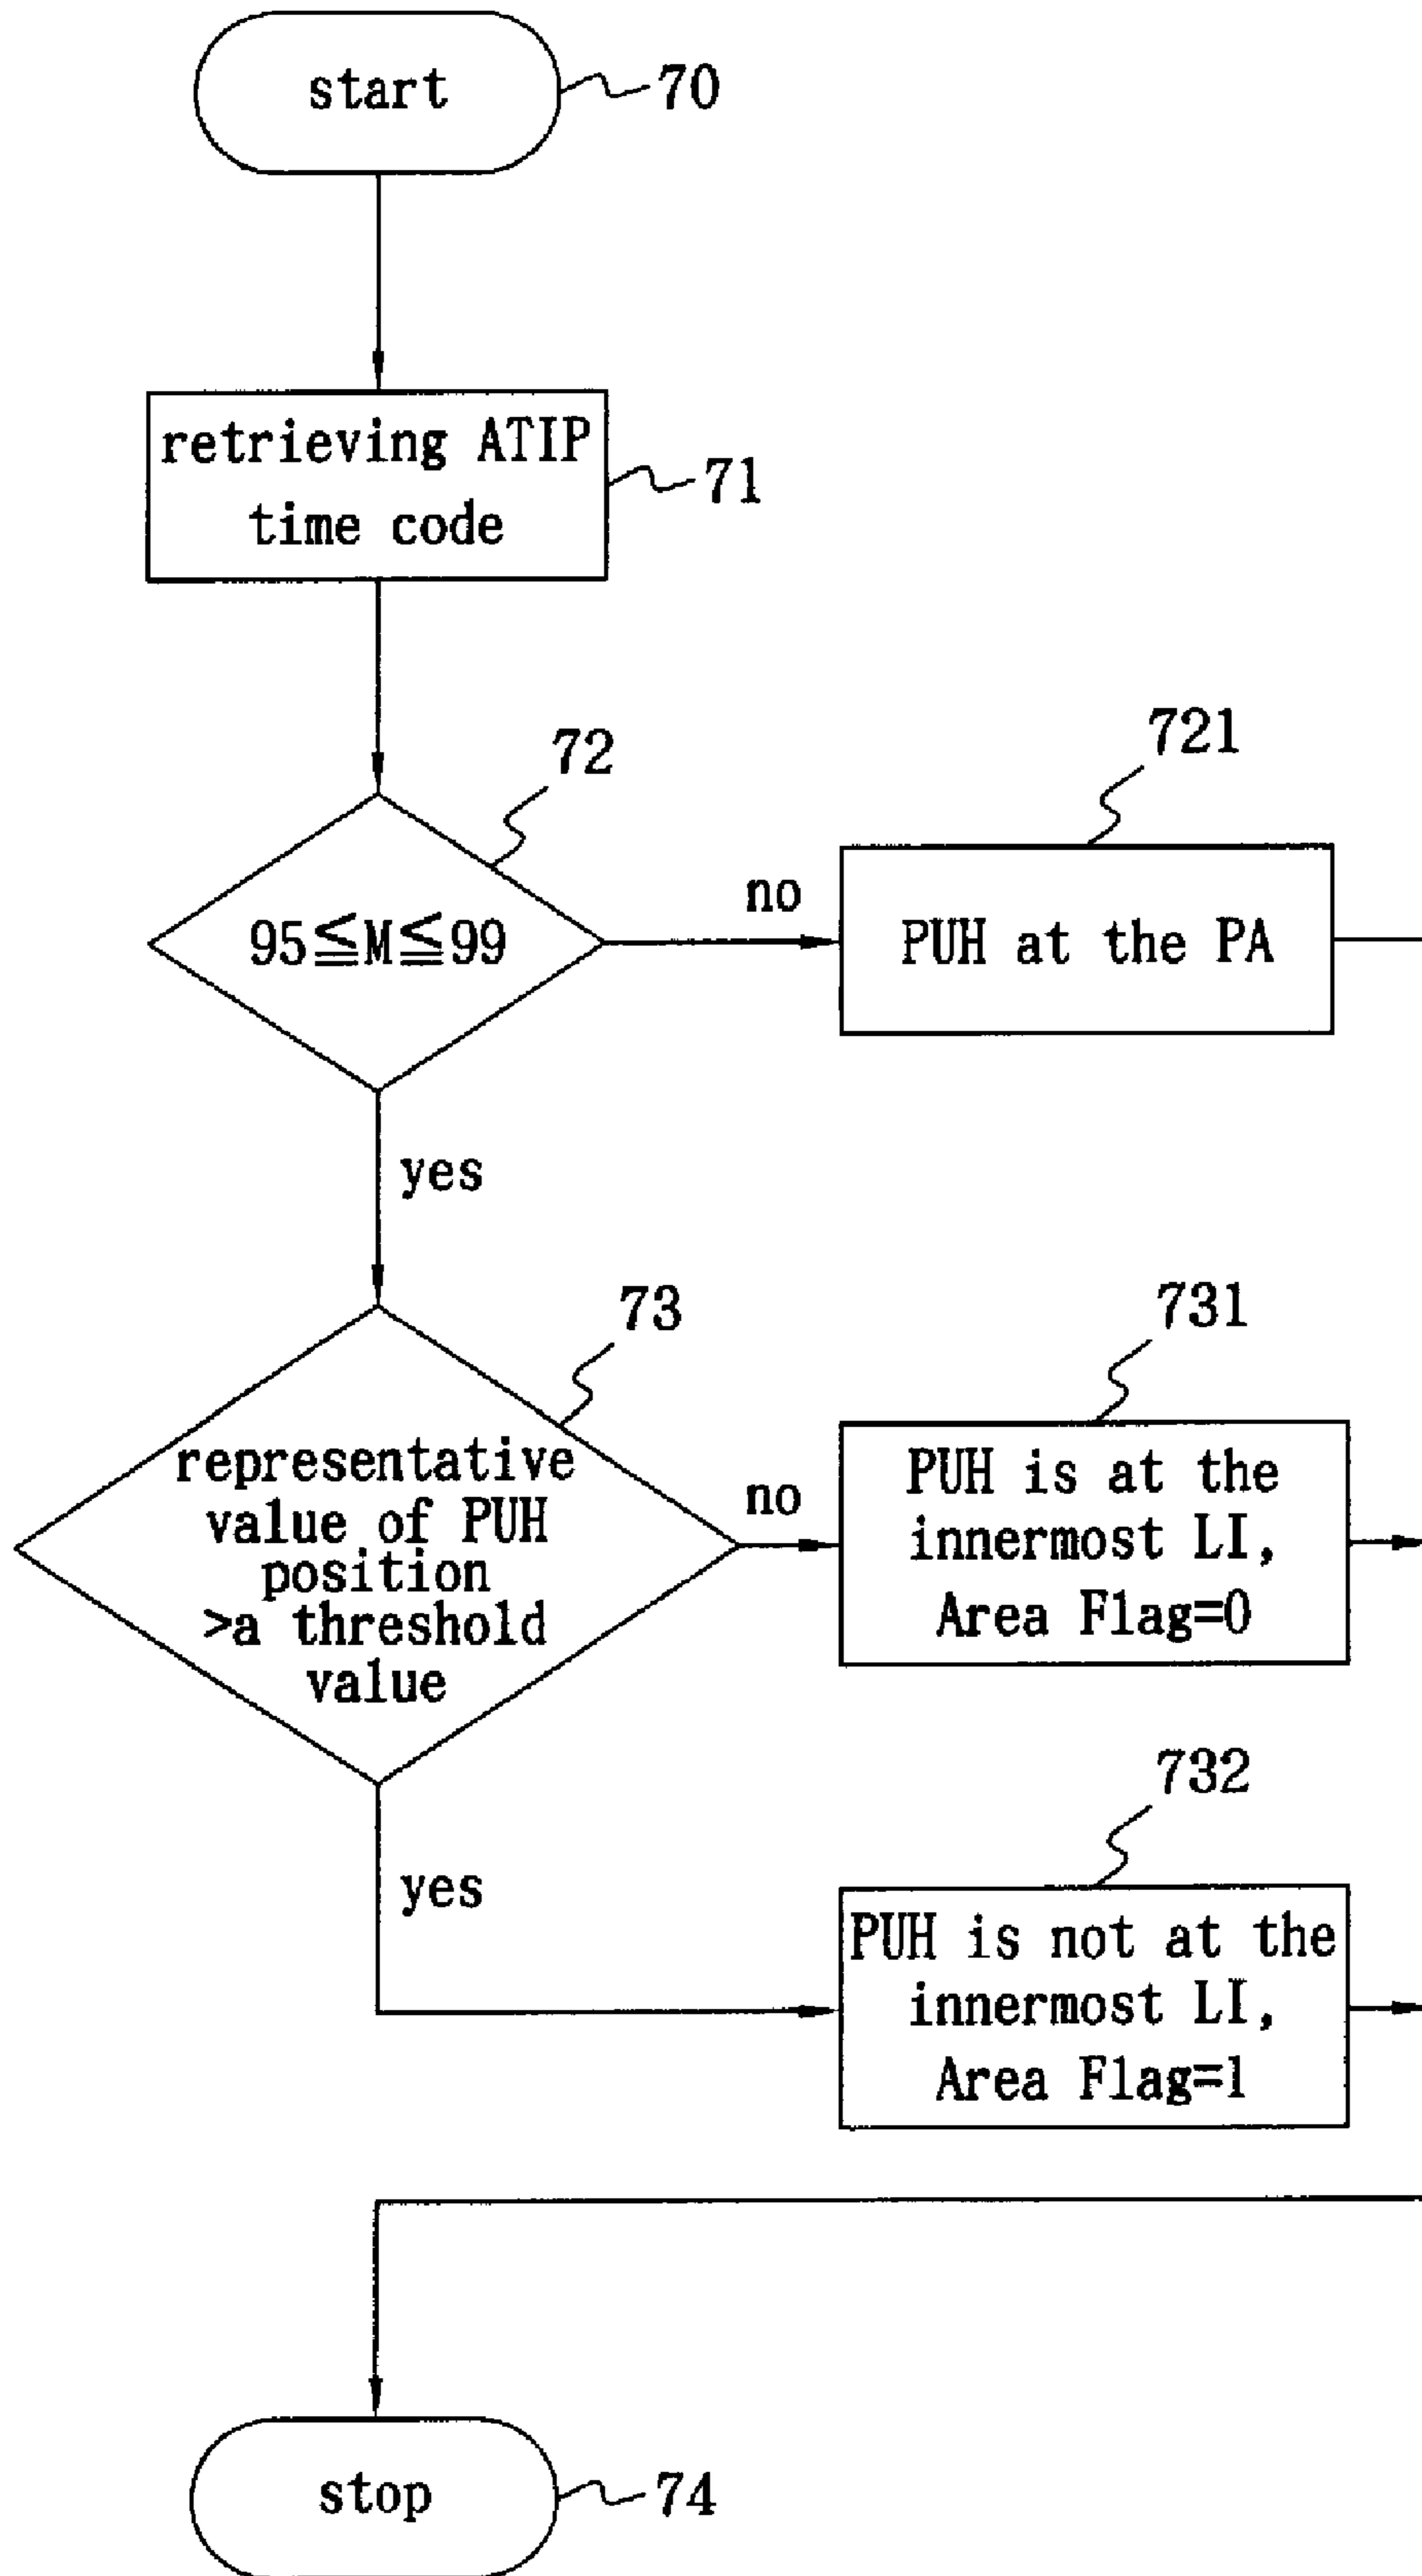 start
70
retrieving ATIP
time code
71
72
95≦M≦99
no
721
PUH at the PA
yes
73
representative
value of PUH
position
>a threshold
value
no
731
PUH is at the
innermost LI,
Area Flag=0
yes
732
PUH is not at the
innermost LI,
Area Flag=1
stop
74